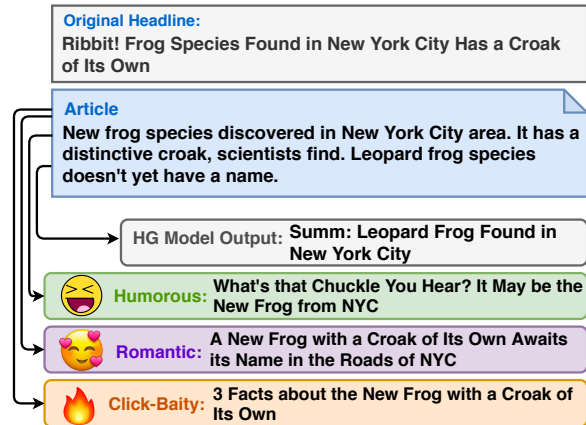 Original Headline:
Ribbit! Frog Species Found in New York City Has a Croak
of Its Own
Article
New frog species discovered in New York City area. It has a
distinctive croak, scientists find. Leopard frog species
doesn't yet have a name.
HG Model Output: Summ: Leopard Frog Found in
New York City
Humorous: What's that Chuckle You Hear? It May be the
New Frog from NYC
Romantic: A New Frog with a Croak of Its Own Awaits
its Name in the Roads of NYC
Click-Baity: 3 Facts about the New Frog with a Croak of
Its Own